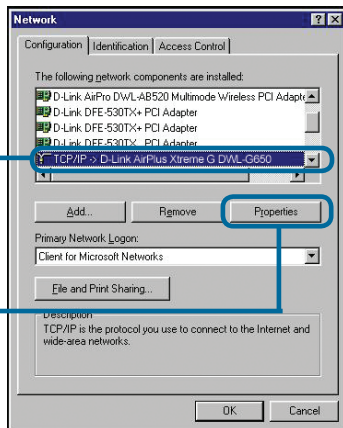 Network
Configuration Identification Access Control
The following network components are installed:
D-Link AirPro DWL-AB520 Multimode Wireless PCI Adapte
D-Link DFE-530TX+ PCI Adapter
D-Link DFE-530TX+ PCI Adapter
D-Link DFE-530TX+ PCI Adapter
TCP/IP -> D-Link AirPlus Xtreme G DWL-G650
Add... Remove Properties
Primary Network Logon:
Client for Microsoft Networks
File and Print Sharing...
Description
TCP/IP is the protocol you use to connect to the Internet and
wide-area networks.
OK Cancel